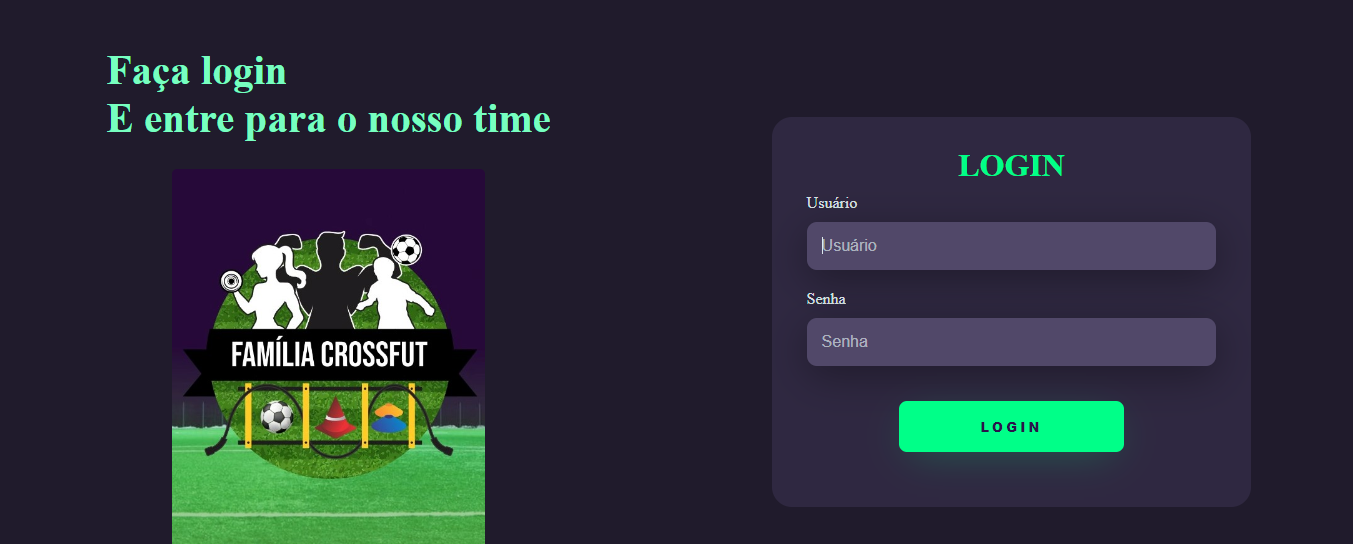 Faça login
E entre para o nosso time
FAMÍLIA CROSSFUT
LOGIN
Usuário
Usuário
Senha
Senha
LOGIN